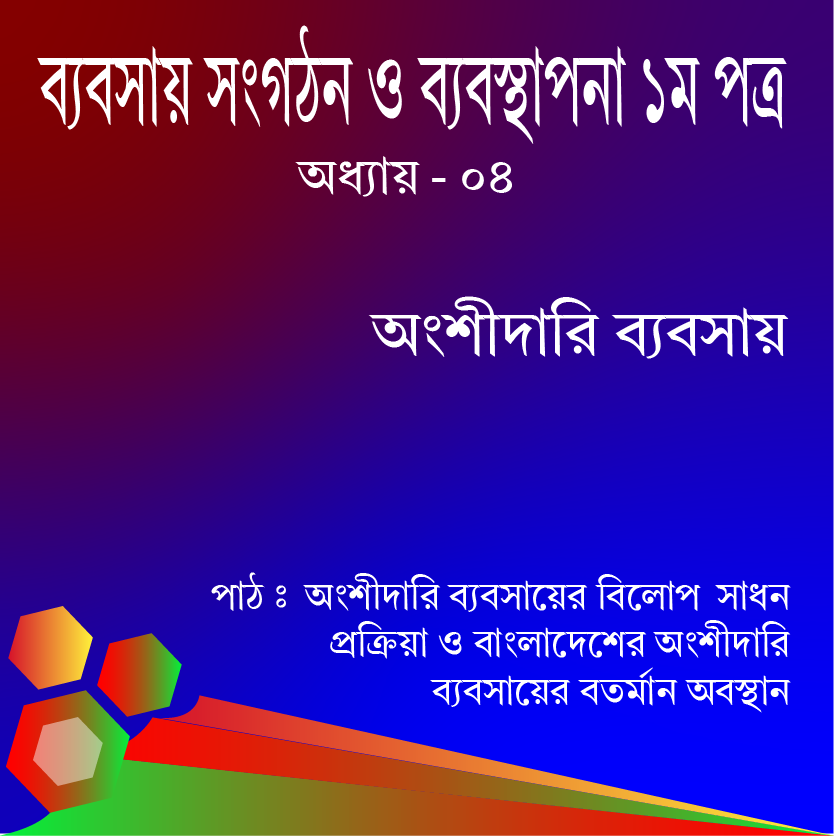 ব্যবসায় সংগঠন ও ব্যবস্থাপনা ১ম পত্র
অধ্যায় - ০৪
অংশীদারি ব্যবসায়
পাঠ ঃ অংশীদারি ব্যবসায়ের বিলোপ সাধন
প্রক্রিয়া ও বাংলাদেশের অংশীদারি
ব্যবসায়ের বতর্মান অবস্থান